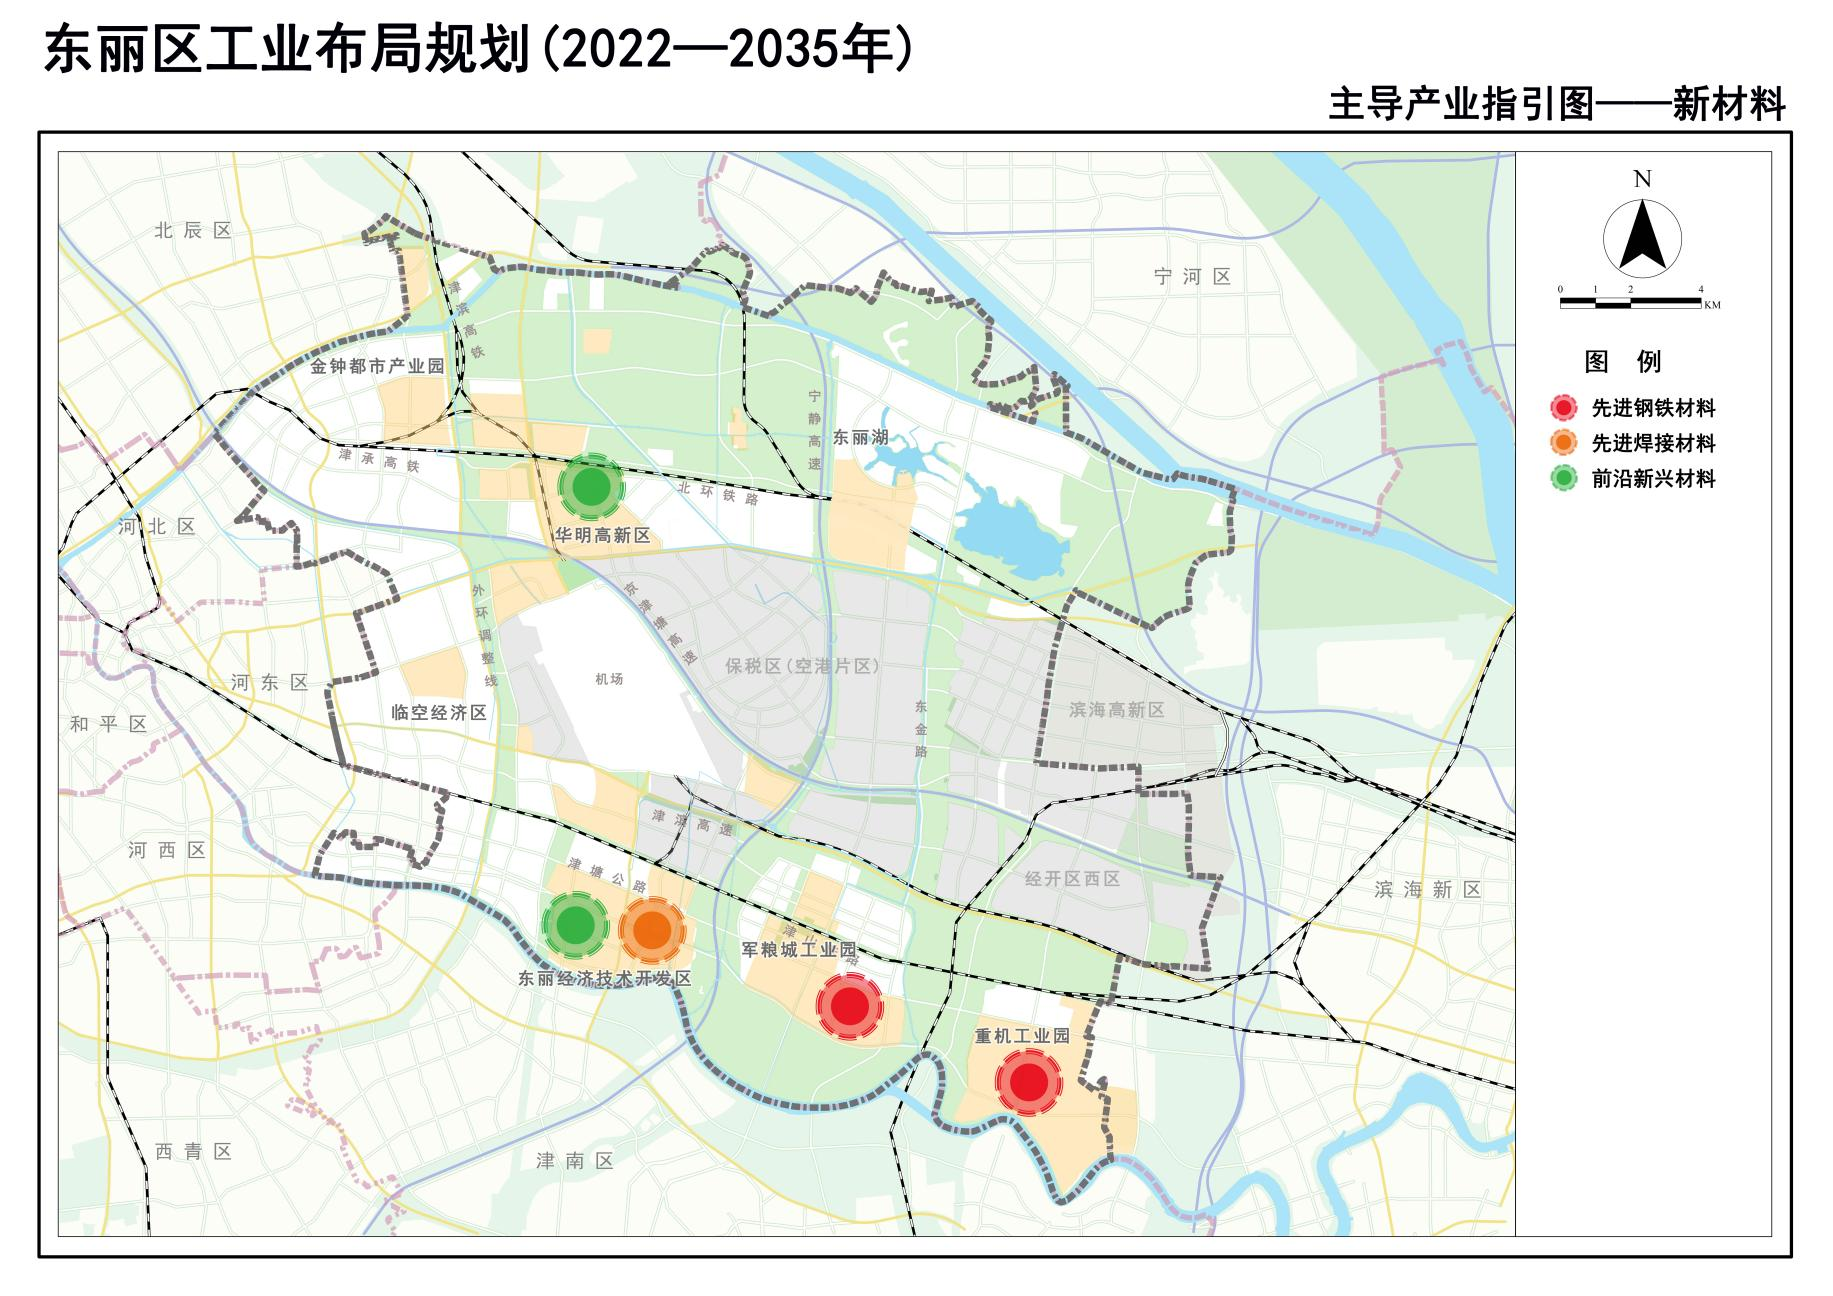 东丽区工业布局规划(2022—2035年)
主导产业指引图——新材料
N
0 1 2 4
KM
图 例
先进钢铁材料
先进焊接材料
前沿新兴材料
北辰区
宁河区
津滨高铁
金钟都市产业园
宁静高速
东丽湖
津承高铁
北环铁路
河北区
华明高新区
外环调整线
京津塘高速
保税区(空港片区)
机场
河东区
和平区
临空经济区
东金路
滨海高新区
津滨高速
河西区
津塘公路
经开区西区
滨海新区
军粮城工业园
东丽经济技术开发区
重机工业园
西青区
津南区